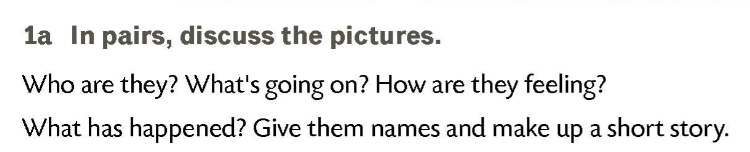 1a In pairs, discuss the pictures.
Who are they? What's going on? How are they feeling?
What has happened? Give them names and make up a short story.